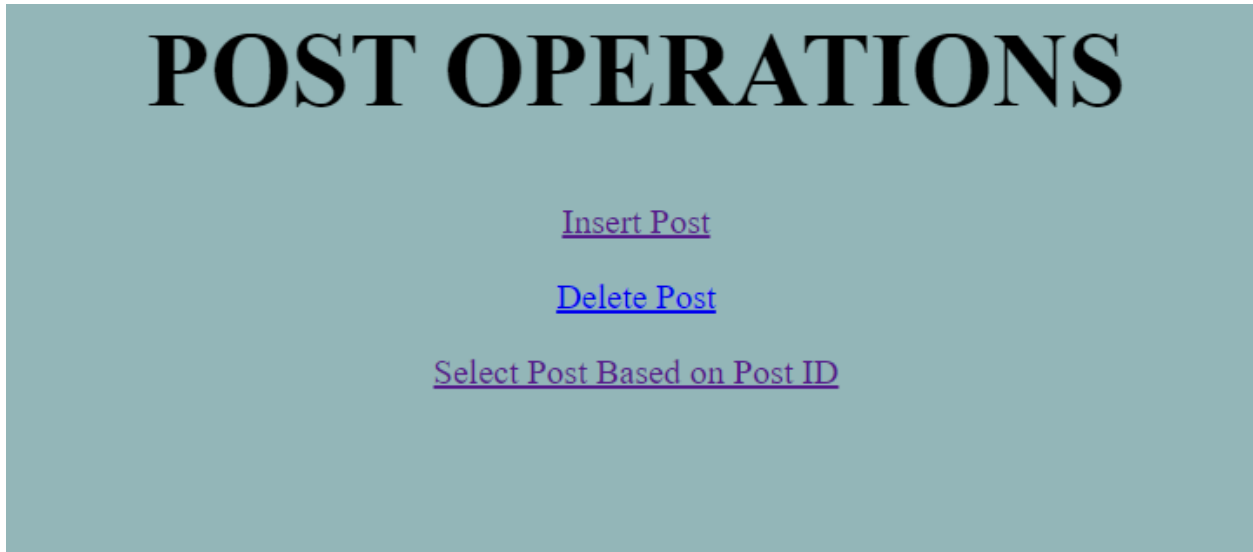 POST OPERATIONS
Insert Post
Delete Post
Select Post Based on Post ID